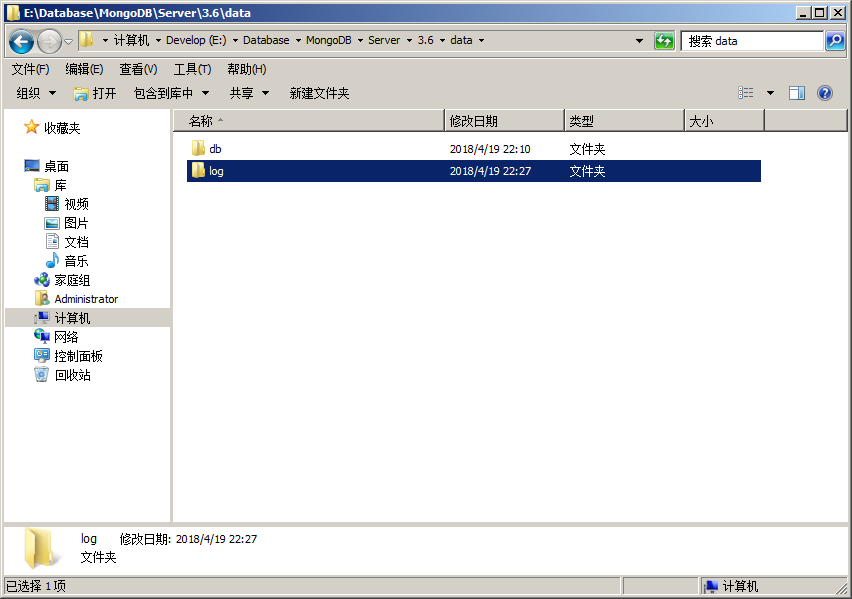 E:\Database\MongoDB\Server\3.6\data
计算机 Develop (E:) Database MongoDB Server 3.6 data 搜索 data
文件(F) 编辑(E) 查看(V) 工具(T) 帮助(H)
组织 打开 包含到库中 共享 新建文件夹
收藏夹
桌面
库
视频
图片
文档
音乐
家庭组
Administrator
计算机
网络
控制面板
回收站
名称 修改日期 类型 大小
db 2018/4/19 22:10 文件夹
log 2018/4/19 22:27 文件夹
log 修改日期: 2018/4/19 22:27
文件夹
已选择 1 项 计算机